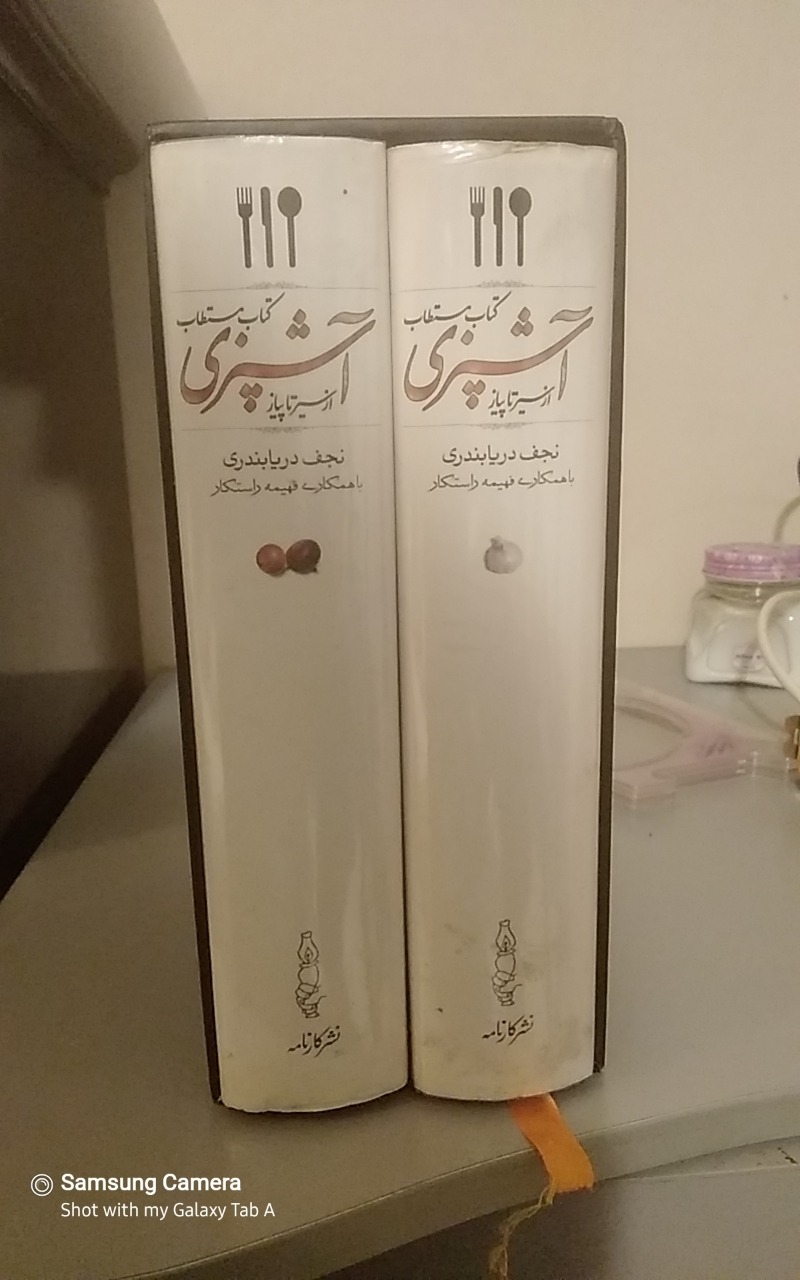 کتاب مستطاب
آشپزی
از سیر تا پیاز
نجف دریابندری
با همکاری فهیمه راستکار
نشر کارنامه
کتاب مستطاب
آشپزی
از سیر تا پیاز
نجف دریابندری
با همکاری فهیمه راستکار
نشر کارنامه
Samsung Camera
Shot with my Galaxy Tab A